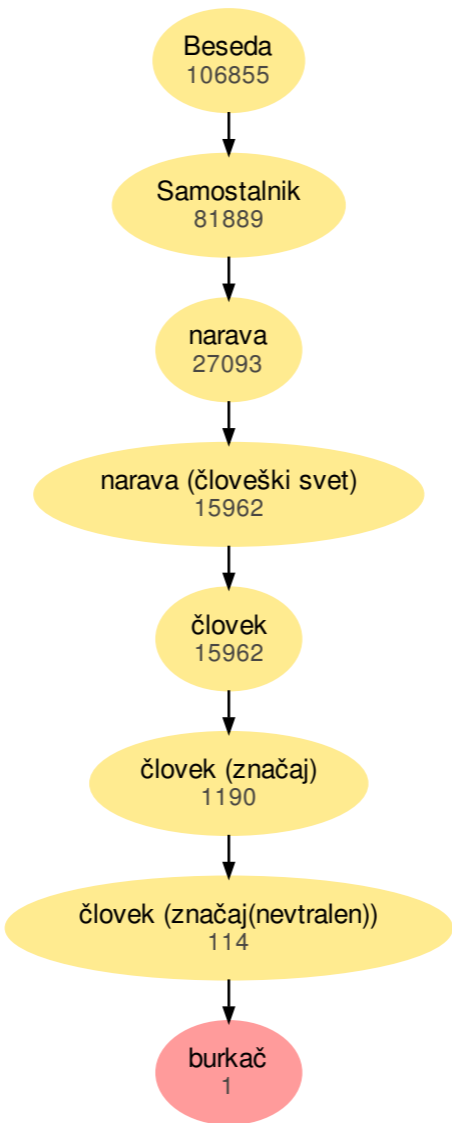 Beseda
106855
Samostalnik
81889
narava
27093
narava (človeški svet)
15962
človek
15962
človek (značaj)
1190
človek (značaj(nevtralen))
114
burkač
1